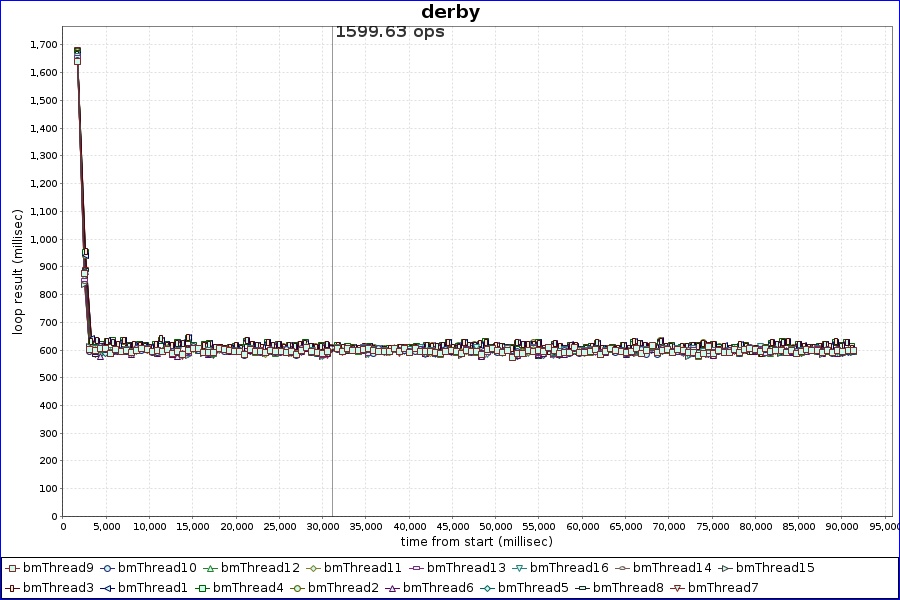 derby
1599.63 ops
1,700
1,600
1,500
1,400
1,300
1,200
1,100
1,000
900
800
700
600
500
400
300
200
100
0
loop result (millisec)
0 5,000 10,000 15,000 20,000 25,000 30,000 35,000 40,000 45,000 50,000 55,000 60,000 65,000 70,000 75,000 80,000 85,000 90,000 95,000
time from start (millisec)
bmThread9 bmThread10 bmThread12 bmThread11 bmThread13 bmThread16 bmThread14 bmThread15
bmThread3 bmThread1 bmThread4 bmThread2 bmThread6 bmThread5 bmThread8 bmThread7